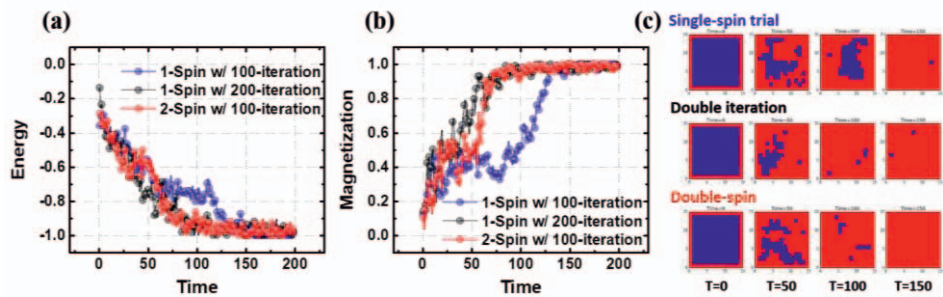 (a)
0.0
-0.2
-0.4
-0.6
-0.8
-1.0
Energy
1-Spin w/ 100-iteration
1-Spin w/ 200-iteration
2-Spin w/ 100-iteration
0 50 100 150 200
Time
(b)
1.0
0.8
0.6
0.4
0.2
0.0
Magnetization
1-Spin w/ 100-iteration
1-Spin w/ 200-iteration
2-Spin w/ 100-iteration
0 50 100 150 200
Time
(c)
Single-spin trial
Double iteration
Double-spin
T=0 T=50 T=100 T=150